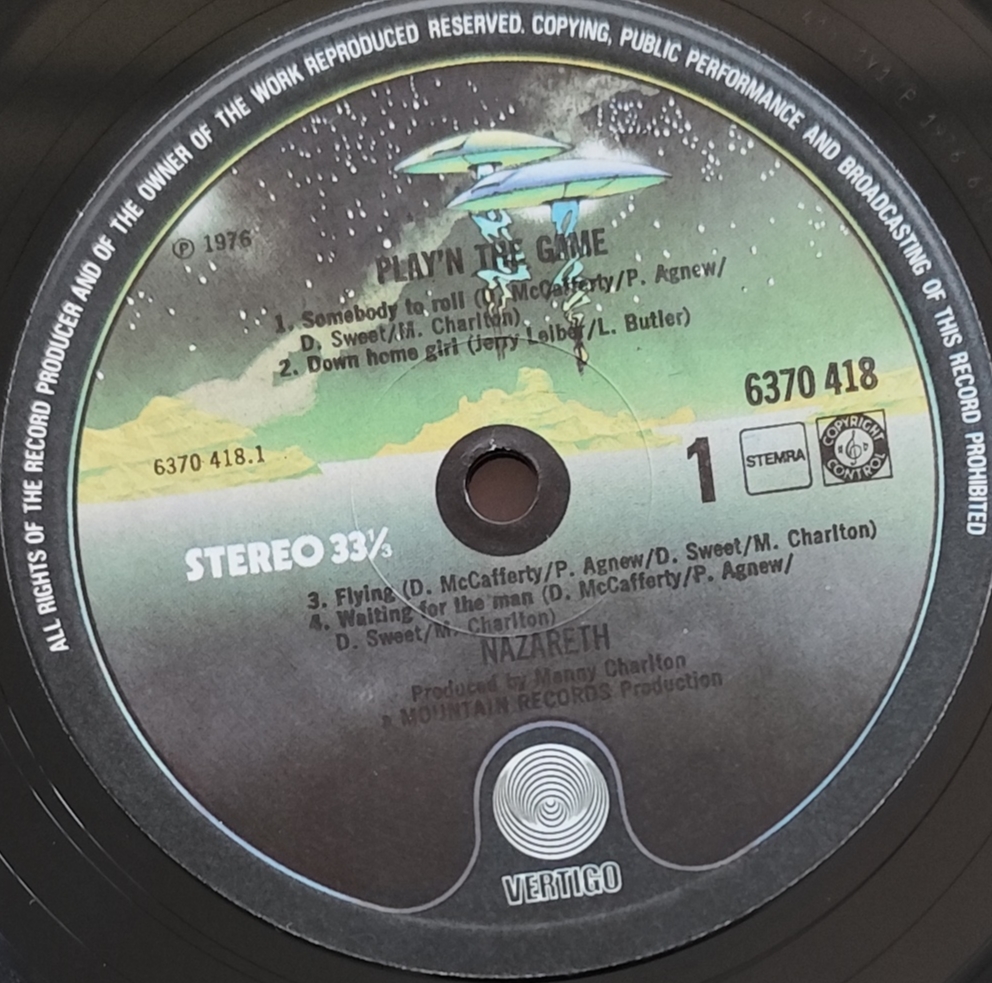 ALL RIGHTS OF THE RECORD PRODUCER AND OF THE OWNER OF THE WORK REPRODUCED RESERVED. COPYING, PUBLIC PERFORMANCE AND BROADCASTING OF THIS RECORD PROHIBITED
℗ 1976
PLAY'N THE GAME
1. Somebody to roll (D. McCafferty/P. Agnew/
D. Sweet/M. Charlton)
2. Down home girl (Jerry Leiber/L. Butler)
6370 418
6370 418.1
1
STEMRA
COPYRIGHT CONTROL
STEREO 33⅓
3. Flying (D. McCafferty/P. Agnew/D. Sweet/M. Charlton)
4. Waiting for the man (D. McCafferty/P. Agnew/
D. Sweet/M. Charlton)
NAZARETH
Produced by Manny Charlton
a MOUNTAIN RECORDS Production
VERTIGO